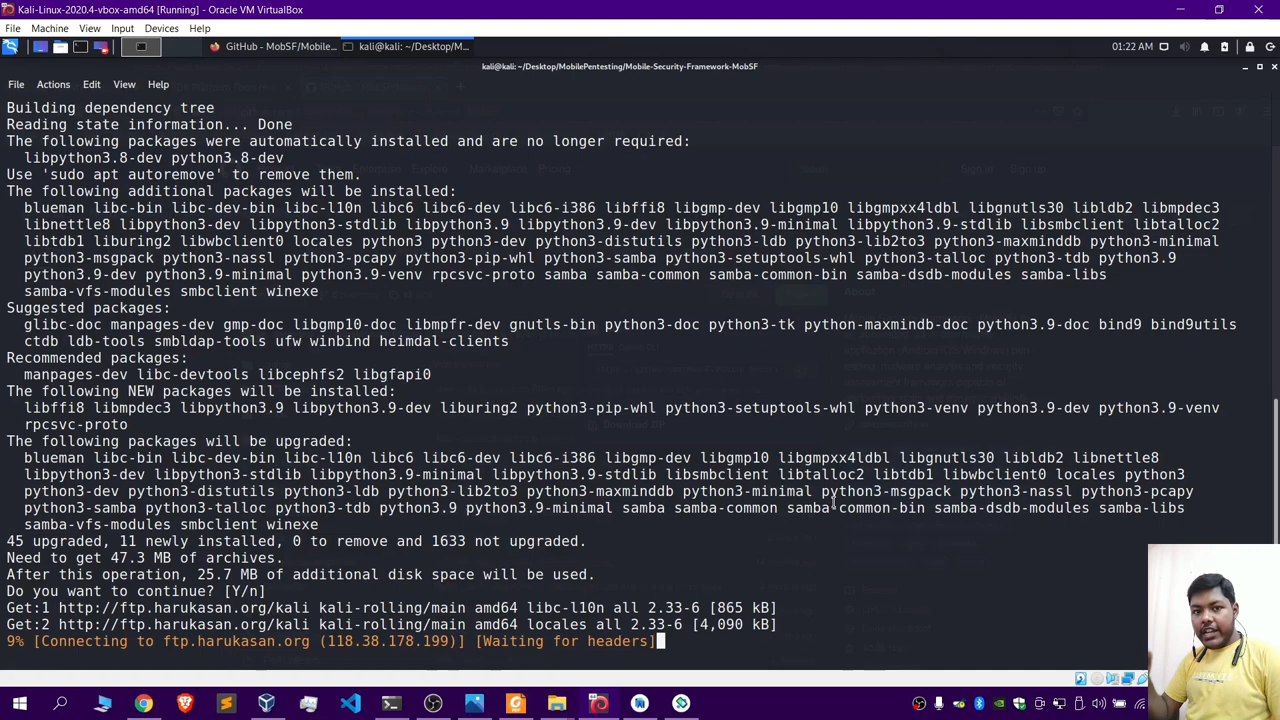 Kali-Linux-2020.4-vbox-amd64 [Running] - Oracle VM VirtualBox
File Machine View Input Devices Help
GitHub - MobSF/Mobile... kali@kali: ~/Desktop/M... 01:22 AM
kali@kali: ~/Desktop/MobilePentesting/Mobile-Security-Framework-MobSF
File Actions Edit View Help
Building dependency tree
Reading state information... Done
The following packages were automatically installed and are no longer required:
libpython3.8-dev python3.8-dev
Use 'sudo apt autoremove' to remove them.
The following additional packages will be installed:
blueman libc-bin libc-dev-bin libc-l10n libc6 libc6-dev libc6-i386 libffi8 libgmp-dev libgmp10 libgmpxx4ldbl libgnutls30 libldb2 libmpdec3
libnettle8 libpython3-dev libpython3-stdlib libpython3.9 libpython3.9-dev libpython3.9-minimal libpython3.9-stdlib libsmbclient libtalloc2
libtdb1 liburing2 libwbclient0 locales python3 python3-dev python3-distutils python3-ldb python3-lib2to3 python3-maxminddb python3-minimal
python3-msgpack python3-nassl python3-pcapy python3-pip-whl python3-samba python3-setuptools-whl python3-talloc python3-tdb python3.9
python3.9-dev python3.9-minimal python3.9-venv rpcsvc-proto samba samba-common samba-common-bin samba-dsdb-modules samba-libs
samba-vfs-modules smbclient winexe
Suggested packages:
glibc-doc manpages-dev gmp-doc libgmp10-doc libmpfr-dev gnutls-bin python3-doc python3-tk python-maxmindb-doc python3.9-doc bind9 bind9utils
ctdb ldb-tools smbldap-tools ufw winbind heimdal-clients
Recommended packages:
manpages-dev libc-devtools libcephfs2 libgfapi0
The following NEW packages will be installed:
libffi8 libmpdec3 libpython3.9 libpython3.9-dev liburing2 python3-pip-whl python3-setuptools-whl python3-venv python3.9-dev python3.9-venv
rpcsvc-proto
The following packages will be upgraded:
blueman libc-bin libc-dev-bin libc-l10n libc6 libc6-dev libc6-i386 libgmp-dev libgmp10 libgmpxx4ldbl libgnutls30 libldb2 libnettle8
libpython3-dev libpython3-stdlib libpython3.9-minimal libpython3.9-stdlib libsmbclient libtalloc2 libtdb1 libwbclient0 locales python3
python3-dev python3-distutils python3-ldb python3-lib2to3 python3-maxminddb python3-minimal python3-msgpack python3-nassl python3-pcapy
python3-samba python3-talloc python3-tdb python3.9 python3.9-minimal samba samba-common samba-common-bin samba-dsdb-modules samba-libs
samba-vfs-modules smbclient winexe
45 upgraded, 11 newly installed, 0 to remove and 1633 not upgraded.
Need to get 47.3 MB of archives.
After this operation, 25.7 MB of additional disk space will be used.
Do you want to continue? [Y/n]
Get:1 http://ftp.harukasan.org/kali kali-rolling/main amd64 libc-l10n all 2.33-6 [865 kB]
Get:2 http://ftp.harukasan.org/kali kali-rolling/main amd64 locales all 2.33-6 [4,090 kB]
9% [Connecting to ftp.harukasan.org (118.38.178.199)] [Waiting for headers]